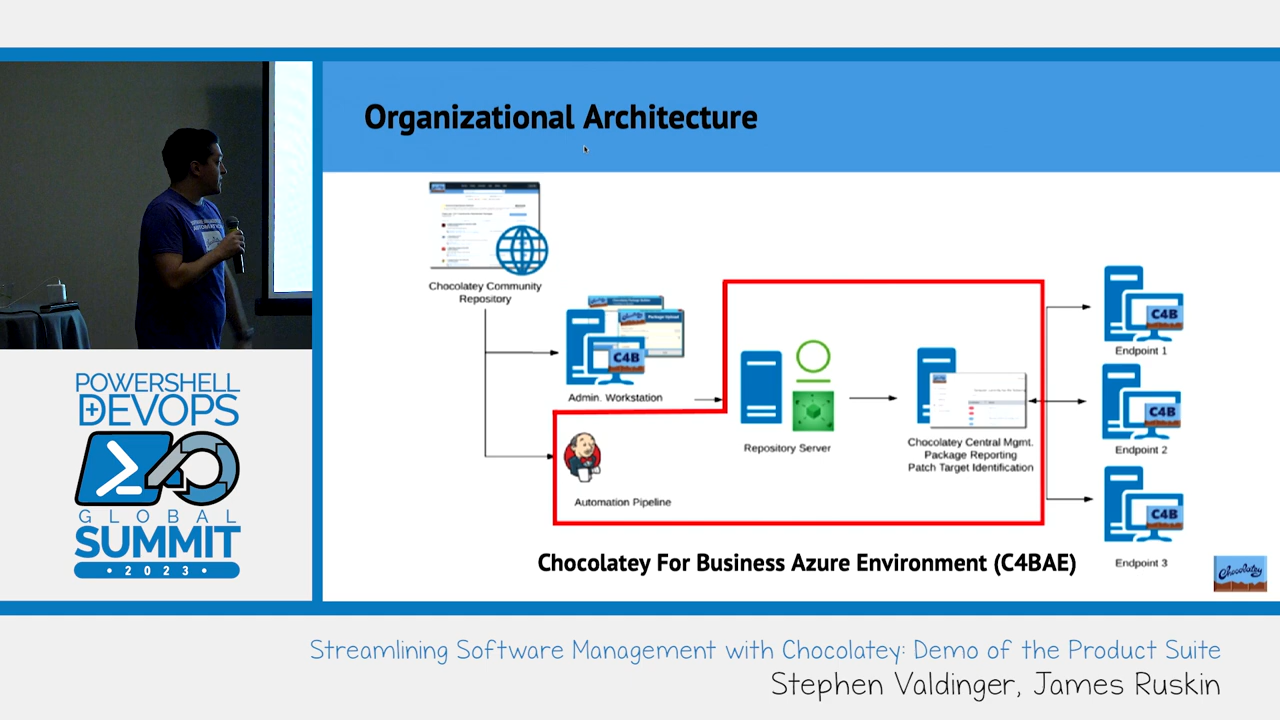 Organizational Architecture
Chocolatey Community
Repository
C4B
Admin. Workstation
Automation Pipeline
Repository Server
Chocolatey Central Mgmt.
Package Reporting
Patch Target Identification
C4B
Endpoint 1
C4B
Endpoint 2
C4B
Endpoint 3
Chocolatey For Business Azure Environment (C4BAE)
Chocolatey
POWERSHELL
+DEVOPS
GLOBAL
SUMMIT
• 2023 •
Streamlining Software Management with Chocolatey: Demo of the Product Suite
Stephen Valdinger, James Ruskin